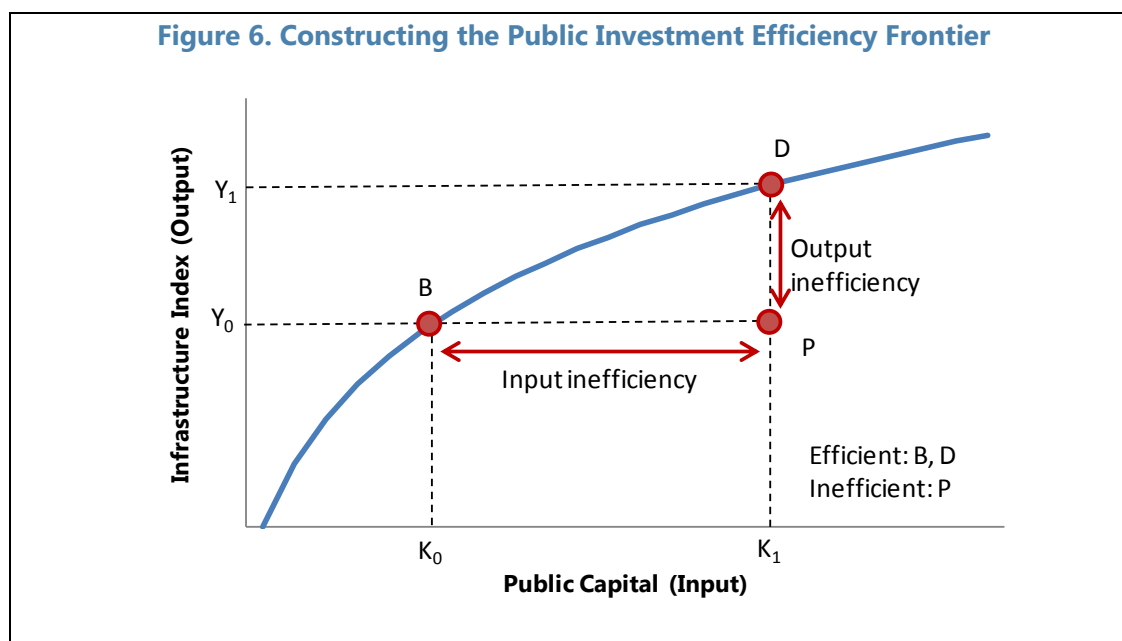 Figure 6. Constructing the Public Investment Efficiency Frontier
Infrastructure Index (Output)
D
Y₁
Output
inefficiency
B
Y₀
P
Input inefficiency
Efficient: B, D
Inefficient: P
K₀
K₁
Public Capital (Input)